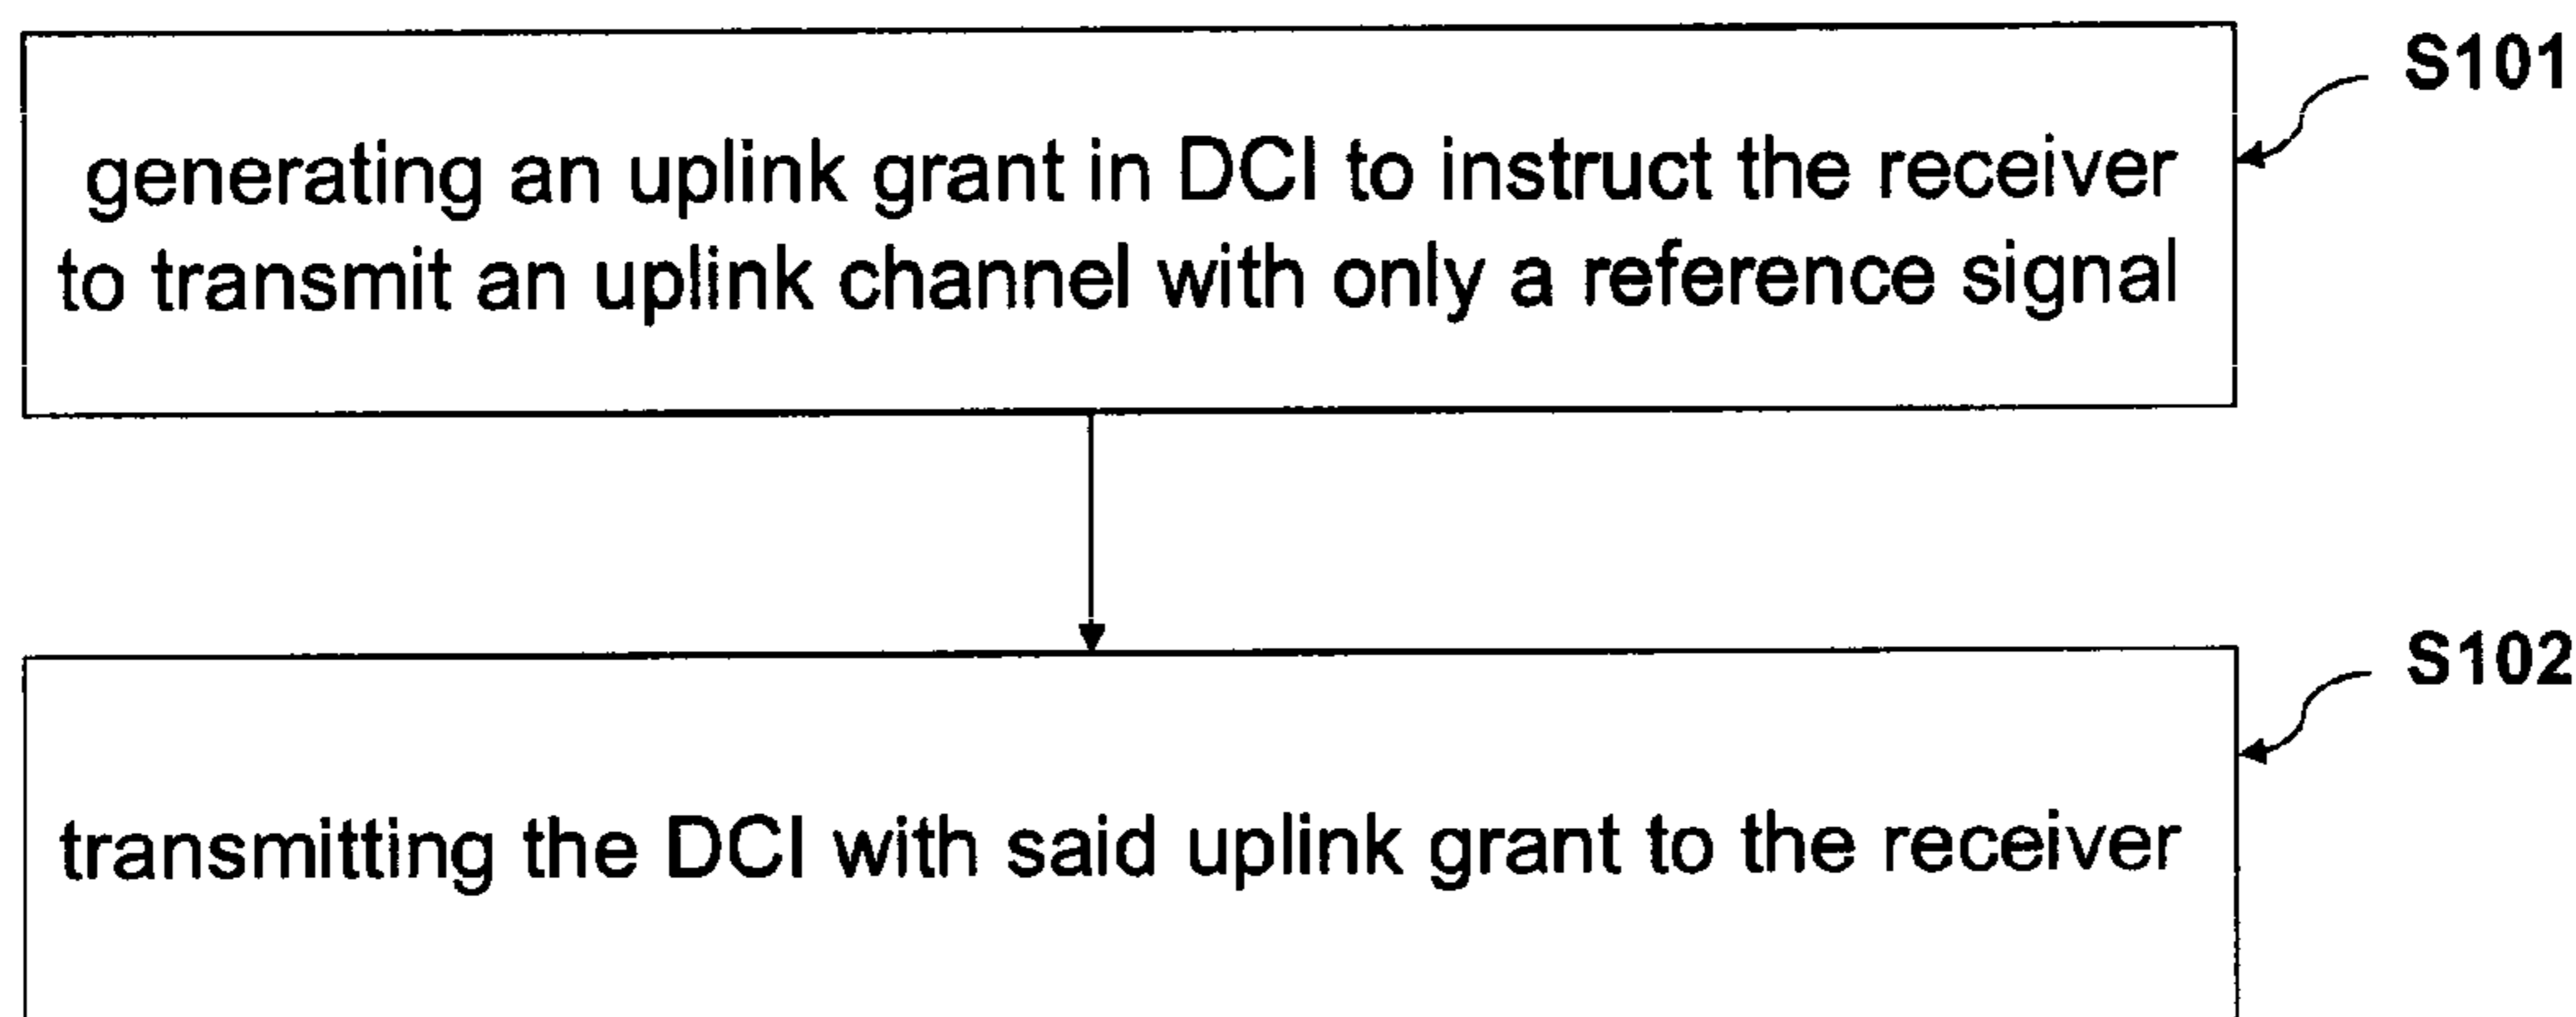 S101
generating an uplink grant in DCI to instruct the receiver
to transmit an uplink channel with only a reference signal
S102
transmitting the DCI with said uplink grant to the receiver